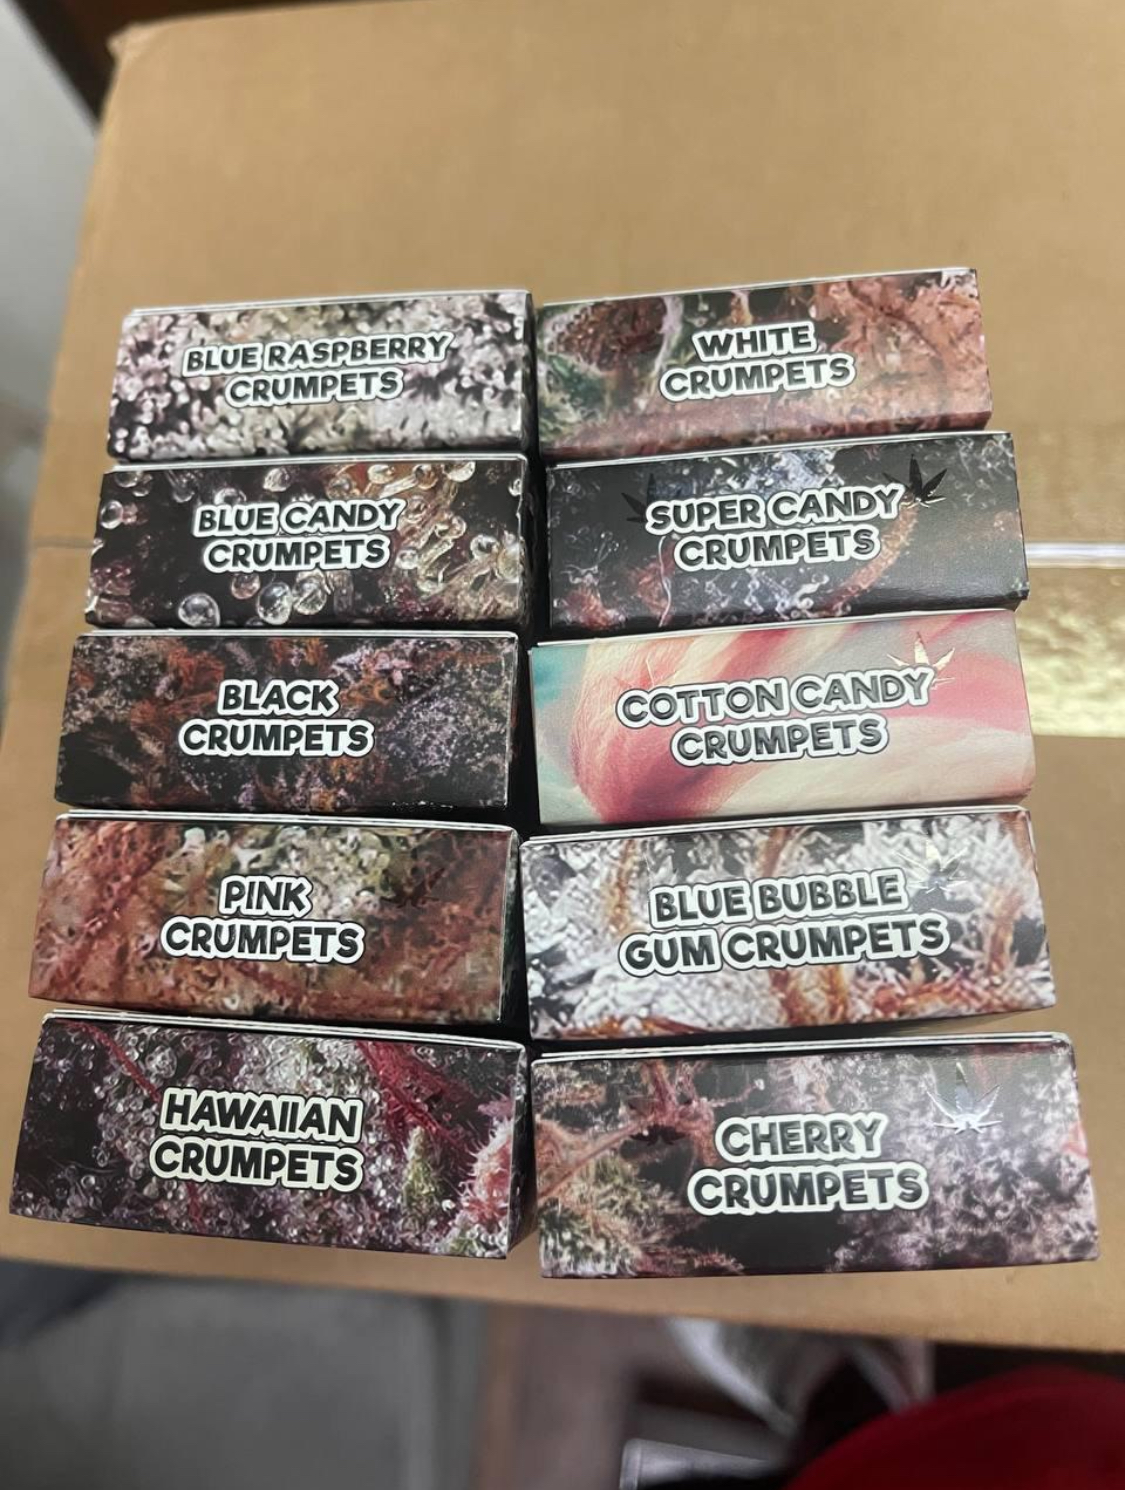 BLUE RASPBERRY
CRUMPETS
WHITE
CRUMPETS
BLUE CANDY
CRUMPETS
SUPER CANDY
CRUMPETS
BLACK
CRUMPETS
COTTON CANDY
CRUMPETS
PINK
CRUMPETS
BLUE BUBBLE
GUM CRUMPETS
HAWAIIAN
CRUMPETS
CHERRY
CRUMPETS